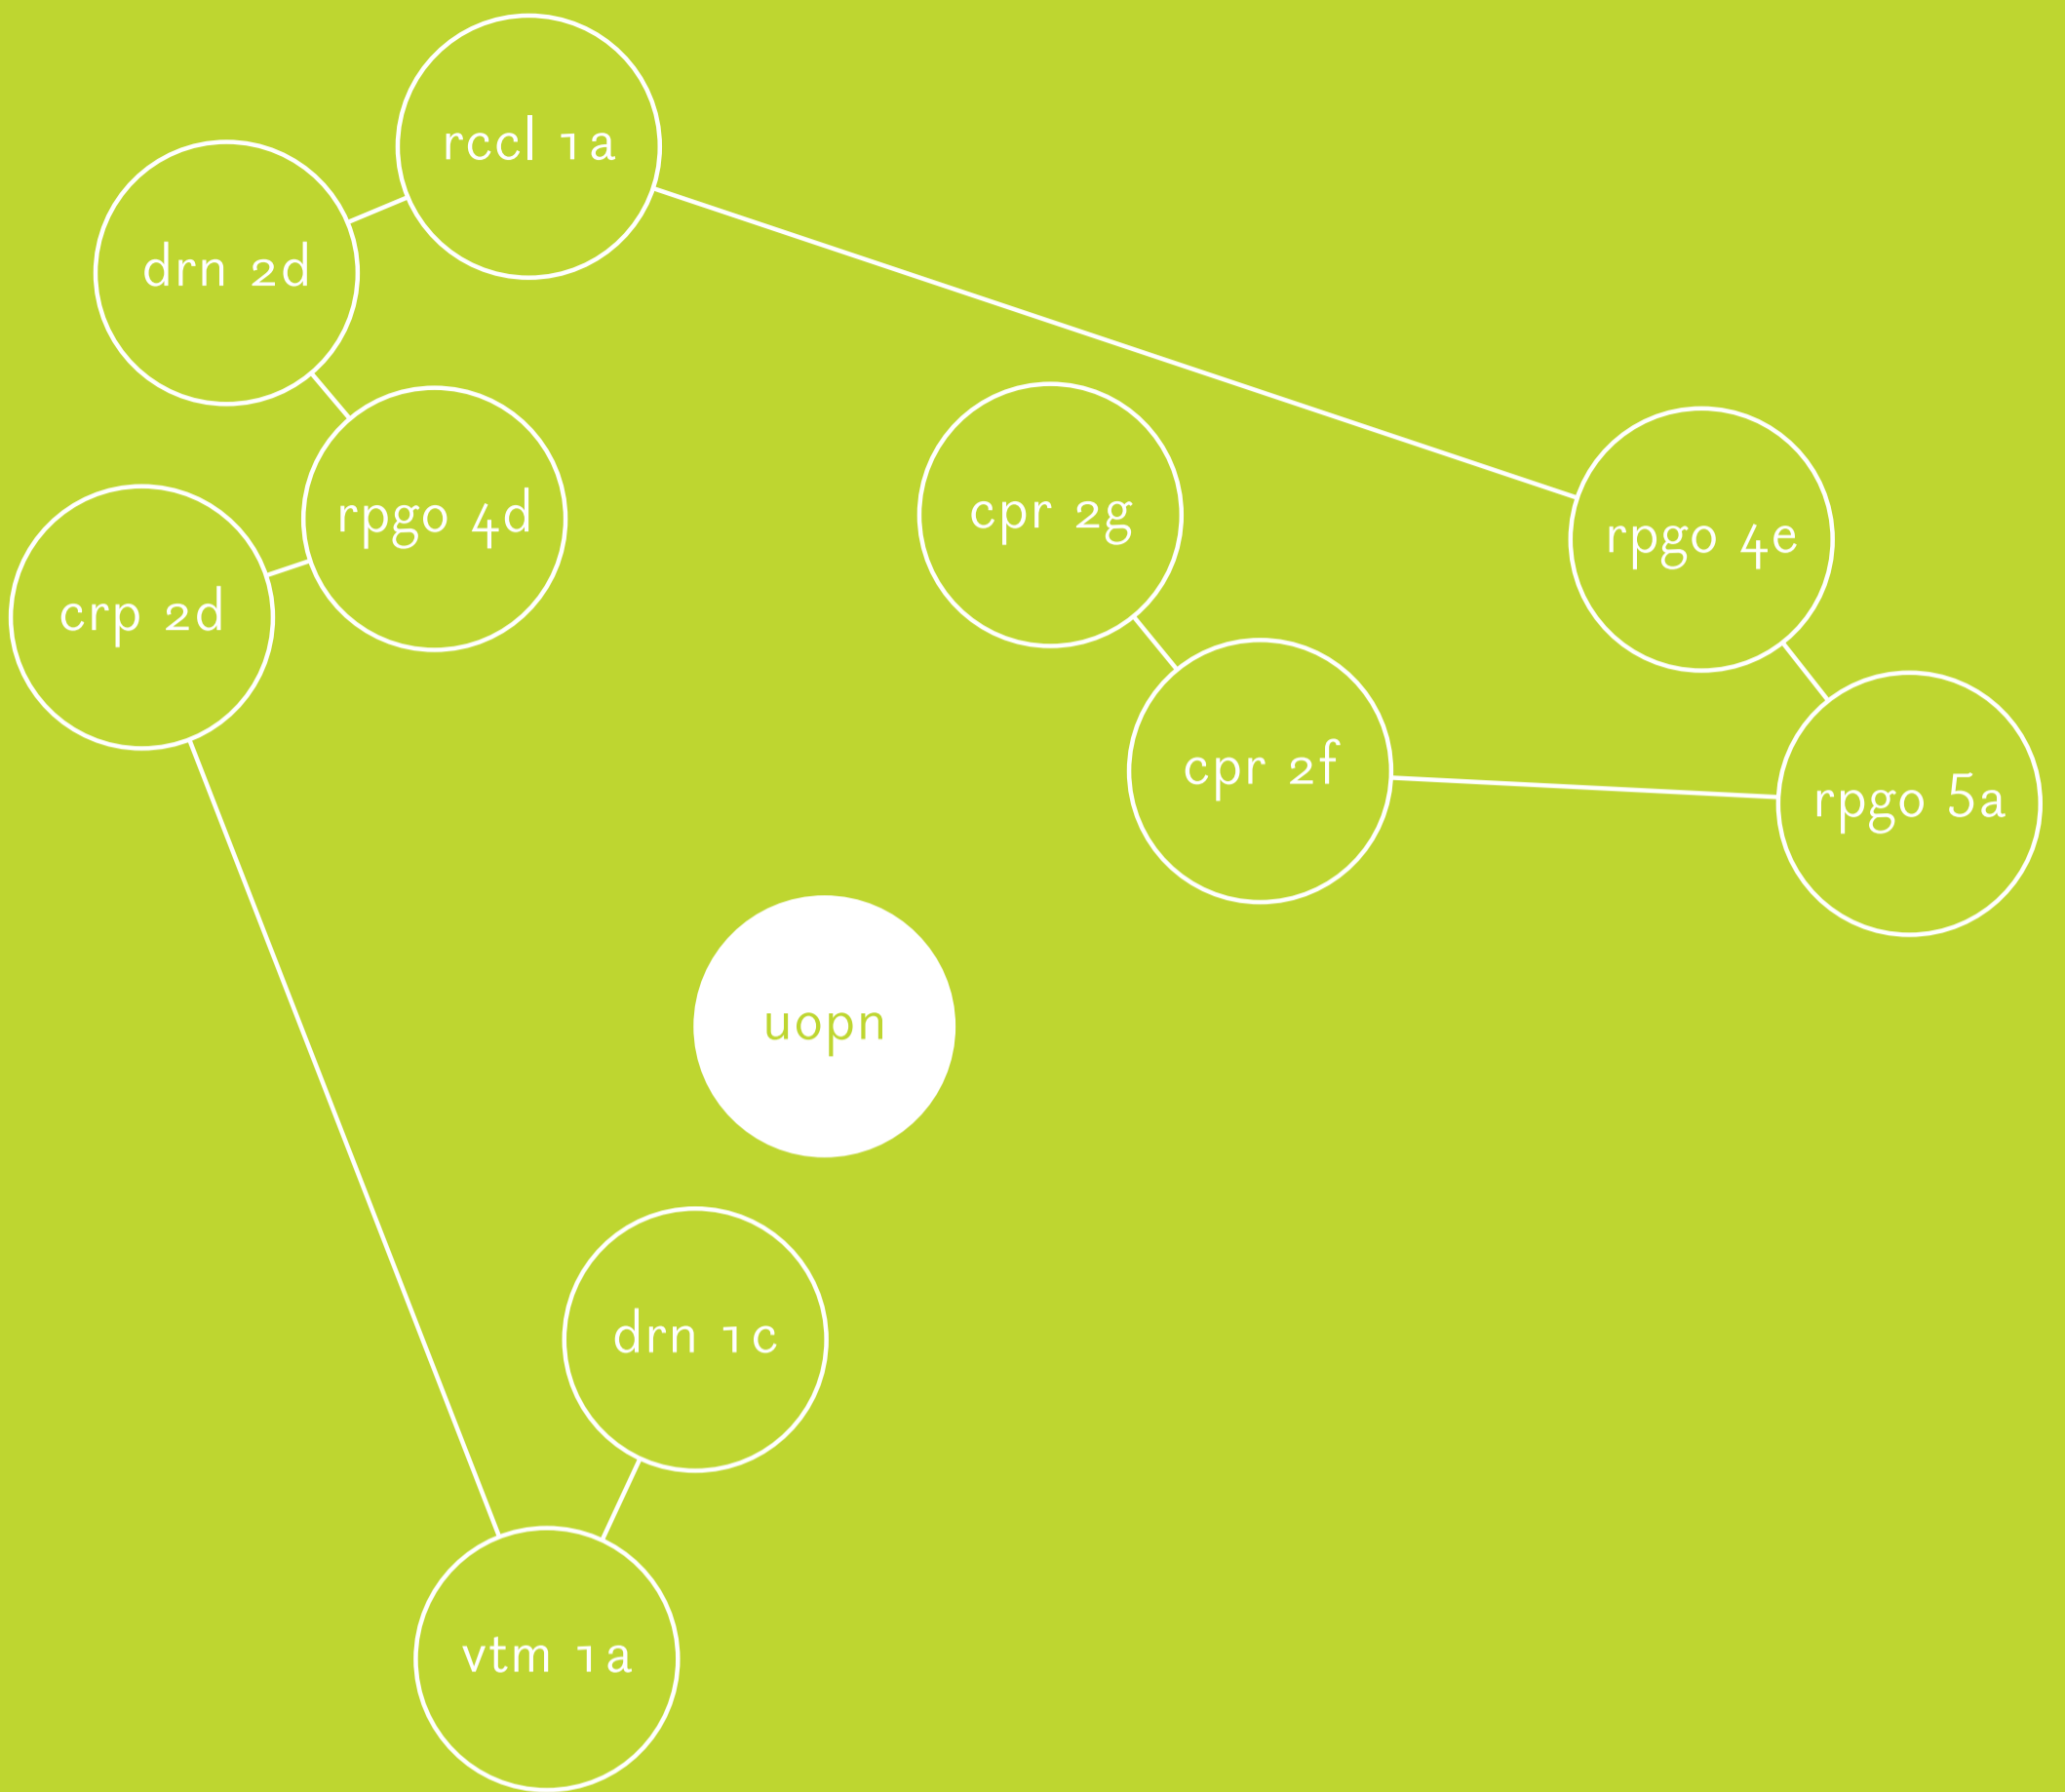 rccl 1a
drn 2d
rpgo 4d
cpr 2g
rpgo 4e
crp 2d
cpr 2f
rpgo 5a
uopn
drn 1c
vtm 1a